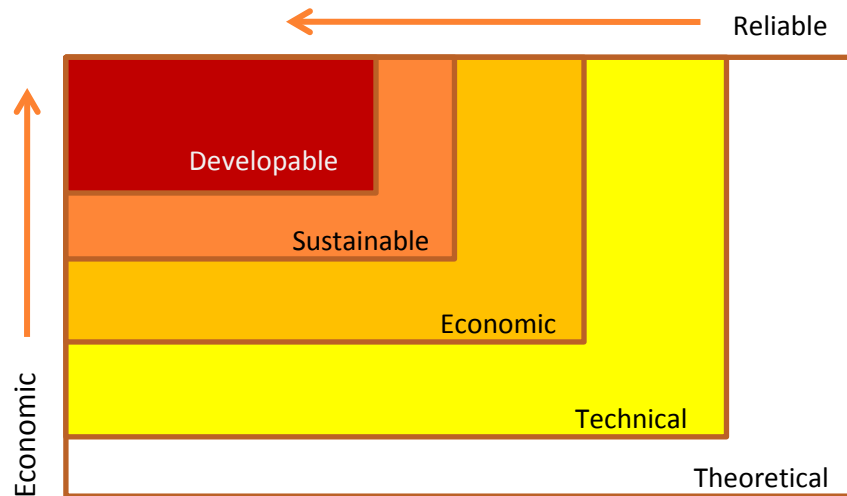 Reliable
Developable
Sustainable
Economic
Technical
Theoretical
Economic